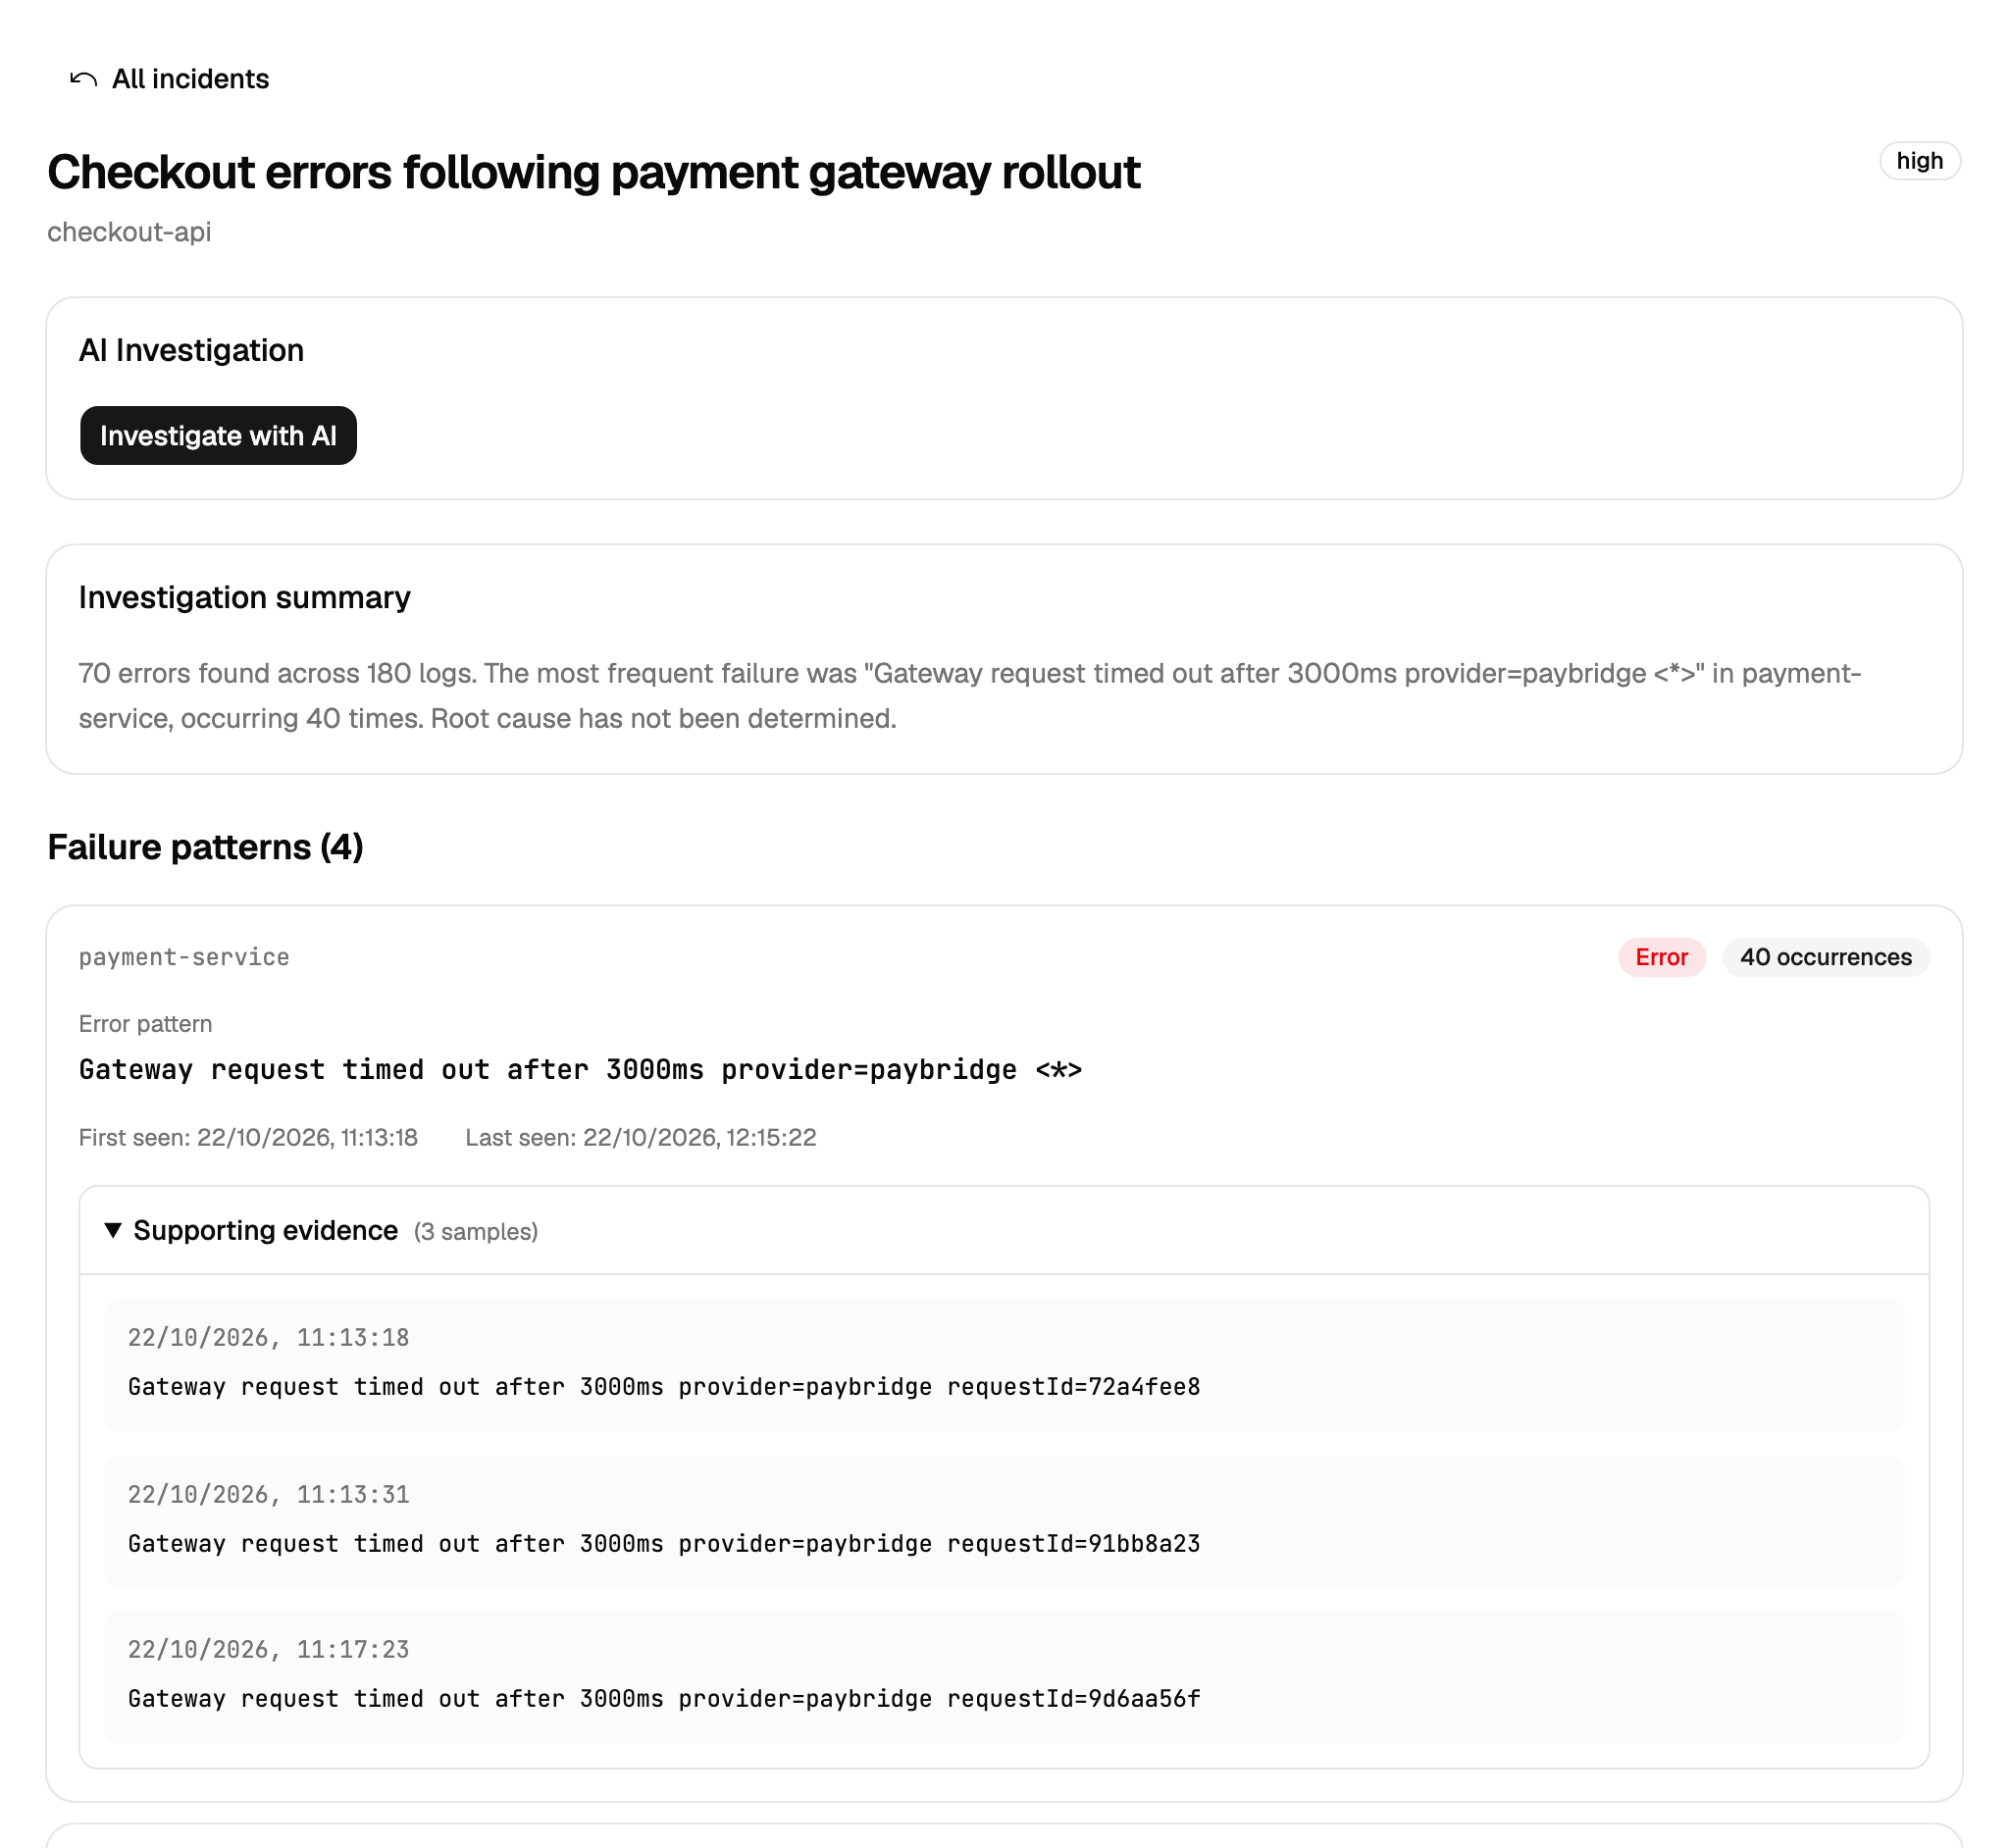 All incidents
Checkout errors following payment gateway rollout
high
checkout-api
AI Investigation
Investigate with AI
Investigation summary
70 errors found across 180 logs. The most frequent failure was "Gateway request timed out after 3000ms provider=paybridge <*>" in payment-
service, occurring 40 times. Root cause has not been determined.
Failure patterns (4)
payment-service
Error
40 occurrences
Error pattern
Gateway request timed out after 3000ms provider=paybridge <*>
First seen: 22/10/2026, 11:13:18
Last seen: 22/10/2026, 12:15:22
Supporting evidence (3 samples)
22/10/2026, 11:13:18
Gateway request timed out after 3000ms provider=paybridge requestId=72a4fee8
22/10/2026, 11:13:31
Gateway request timed out after 3000ms provider=paybridge requestId=91bb8a23
22/10/2026, 11:17:23
Gateway request timed out after 3000ms provider=paybridge requestId=9d6aa56f